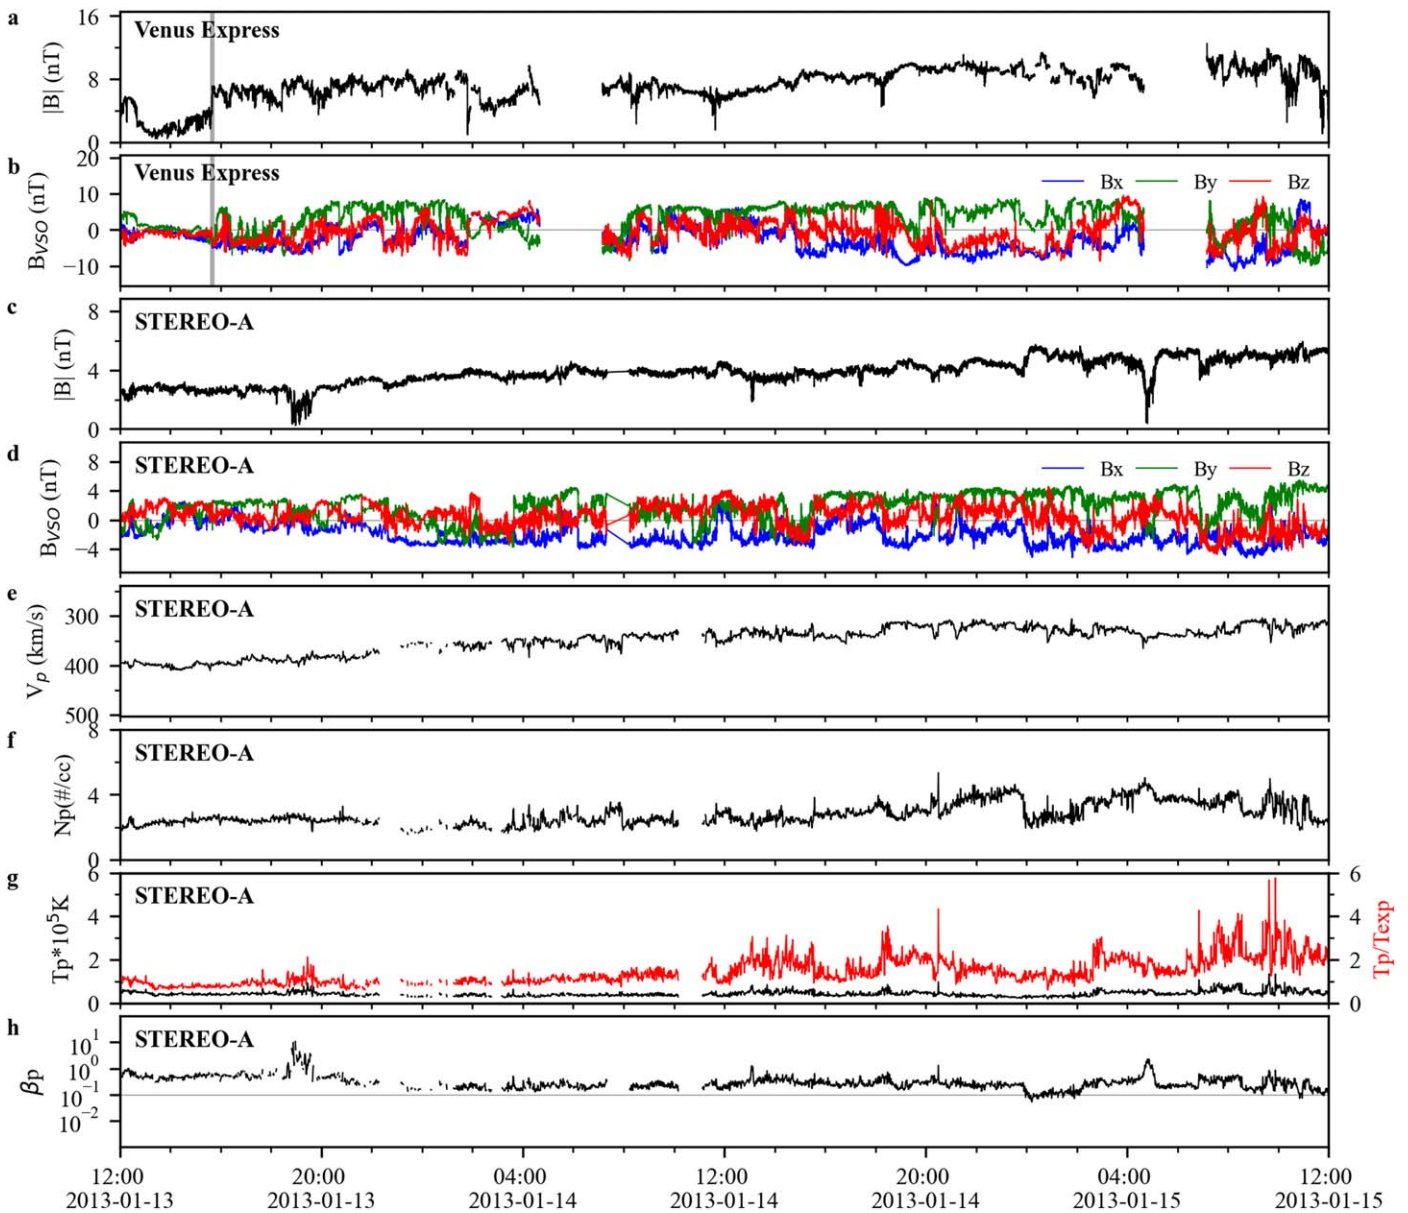 a
Venus Express
|B| (nT)
16
8
0
b
Venus Express
B_VSO (nT)
20
10
0
−10
Bx By Bz
c
STEREO-A
|B| (nT)
8
4
0
d
STEREO-A
B_VSO (nT)
8
4
0
−4
Bx By Bz
e
STEREO-A
V_p (km/s)
300
400
500
f
STEREO-A
Np(#/cc)
8
4
0
g
STEREO-A
Tp*10^5K
6
4
2
0
6
4
2
0
Tp/Texp
h
STEREO-A
βp
10^1
10^0
10^−1
10^−2
12:00 20:00 04:00 12:00 20:00 04:00 12:00
2013-01-13 2013-01-13 2013-01-14 2013-01-14 2013-01-14 2013-01-15 2013-01-15